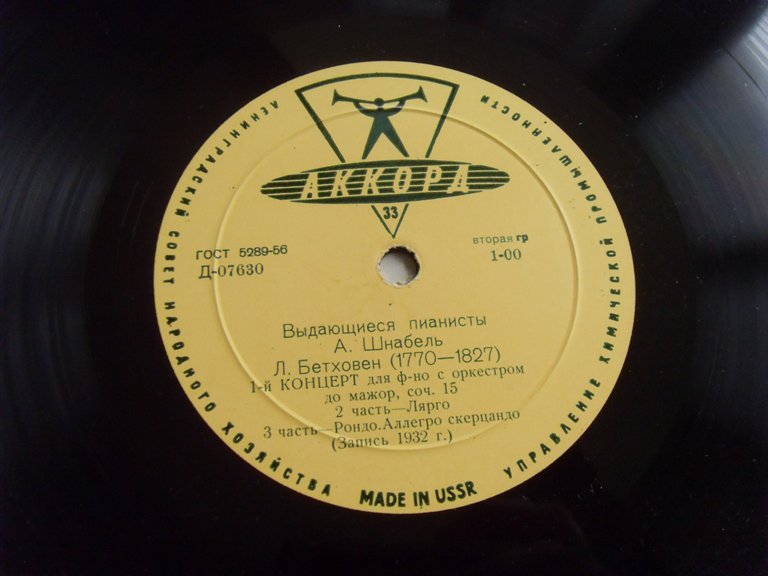 ЛЕНИНГРАДСКИЙ СОВЕТ НАРОДНОГО ХОЗЯЙСТВА
УПРАВЛЕНИЕ ХИМИЧЕСКОЙ ПРОМЫШЛЕННОСТИ
АККОРД
33
ГОСТ 5289-56
Д-07630
вторая гр
1-00
Выдающиеся пианисты
А. Шнабель
Л. Бетховен (1770—1827)
1-й КОНЦЕРТ для ф-но с оркестром
до мажор, соч. 15
2 часть—Лярго
3 часть—Рондо.Аллегро скерцандо
(Запись 1932 г.)
MADE IN USSR